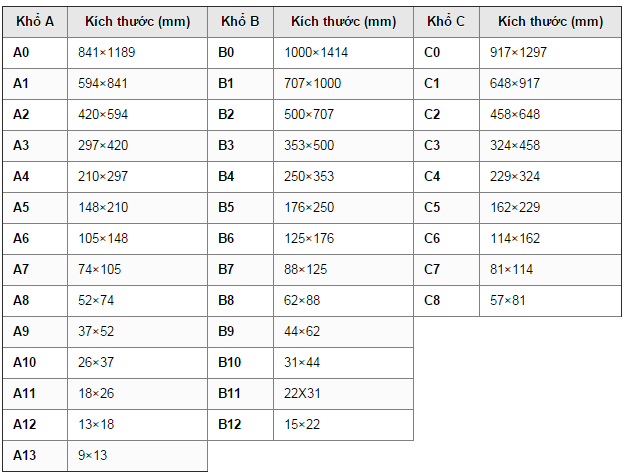 Khổ A Kích thước (mm) Khổ B Kích thước (mm) Khổ C Kích thước (mm)
A0 841×1189 B0 1000×1414 C0 917×1297
A1 594×841 B1 707×1000 C1 648×917
A2 420×594 B2 500×707 C2 458×648
A3 297×420 B3 353×500 C3 324×458
A4 210×297 B4 250×353 C4 229×324
A5 148×210 B5 176×250 C5 162×229
A6 105×148 B6 125×176 C6 114×162
A7 74×105 B7 88×125 C7 81×114
A8 52×74 B8 62×88 C8 57×81
A9 37×52 B9 44×62
A10 26×37 B10 31×44
A11 18×26 B11 22X31
A12 13×18 B12 15×22
A13 9×13